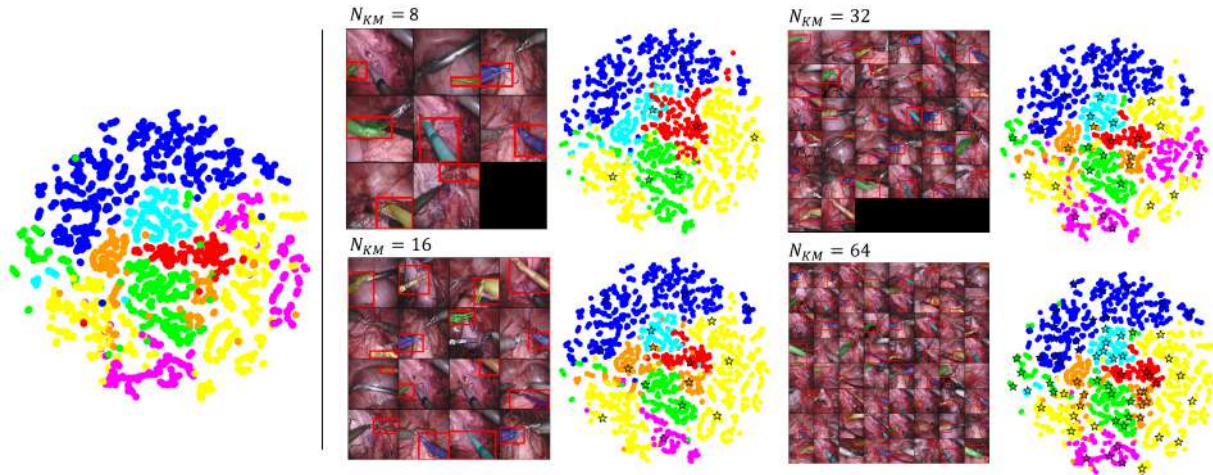 N_KM = 8
N_KM = 32
N_KM = 16
N_KM = 64